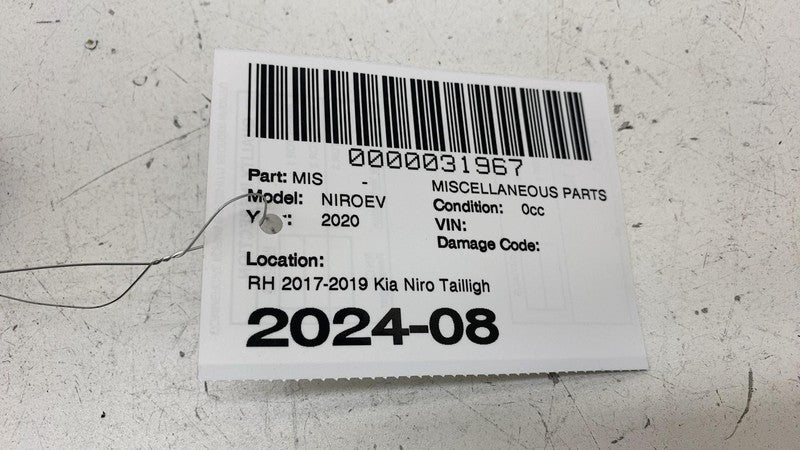 0000031967
Part: MIS - MISCELLANEOUS PARTS
Model: NIROEV Condition: 0cc
2020 VIN:
Damage Code:
Location:
RH 2017-2019 Kia Niro Tailligh
2024-08